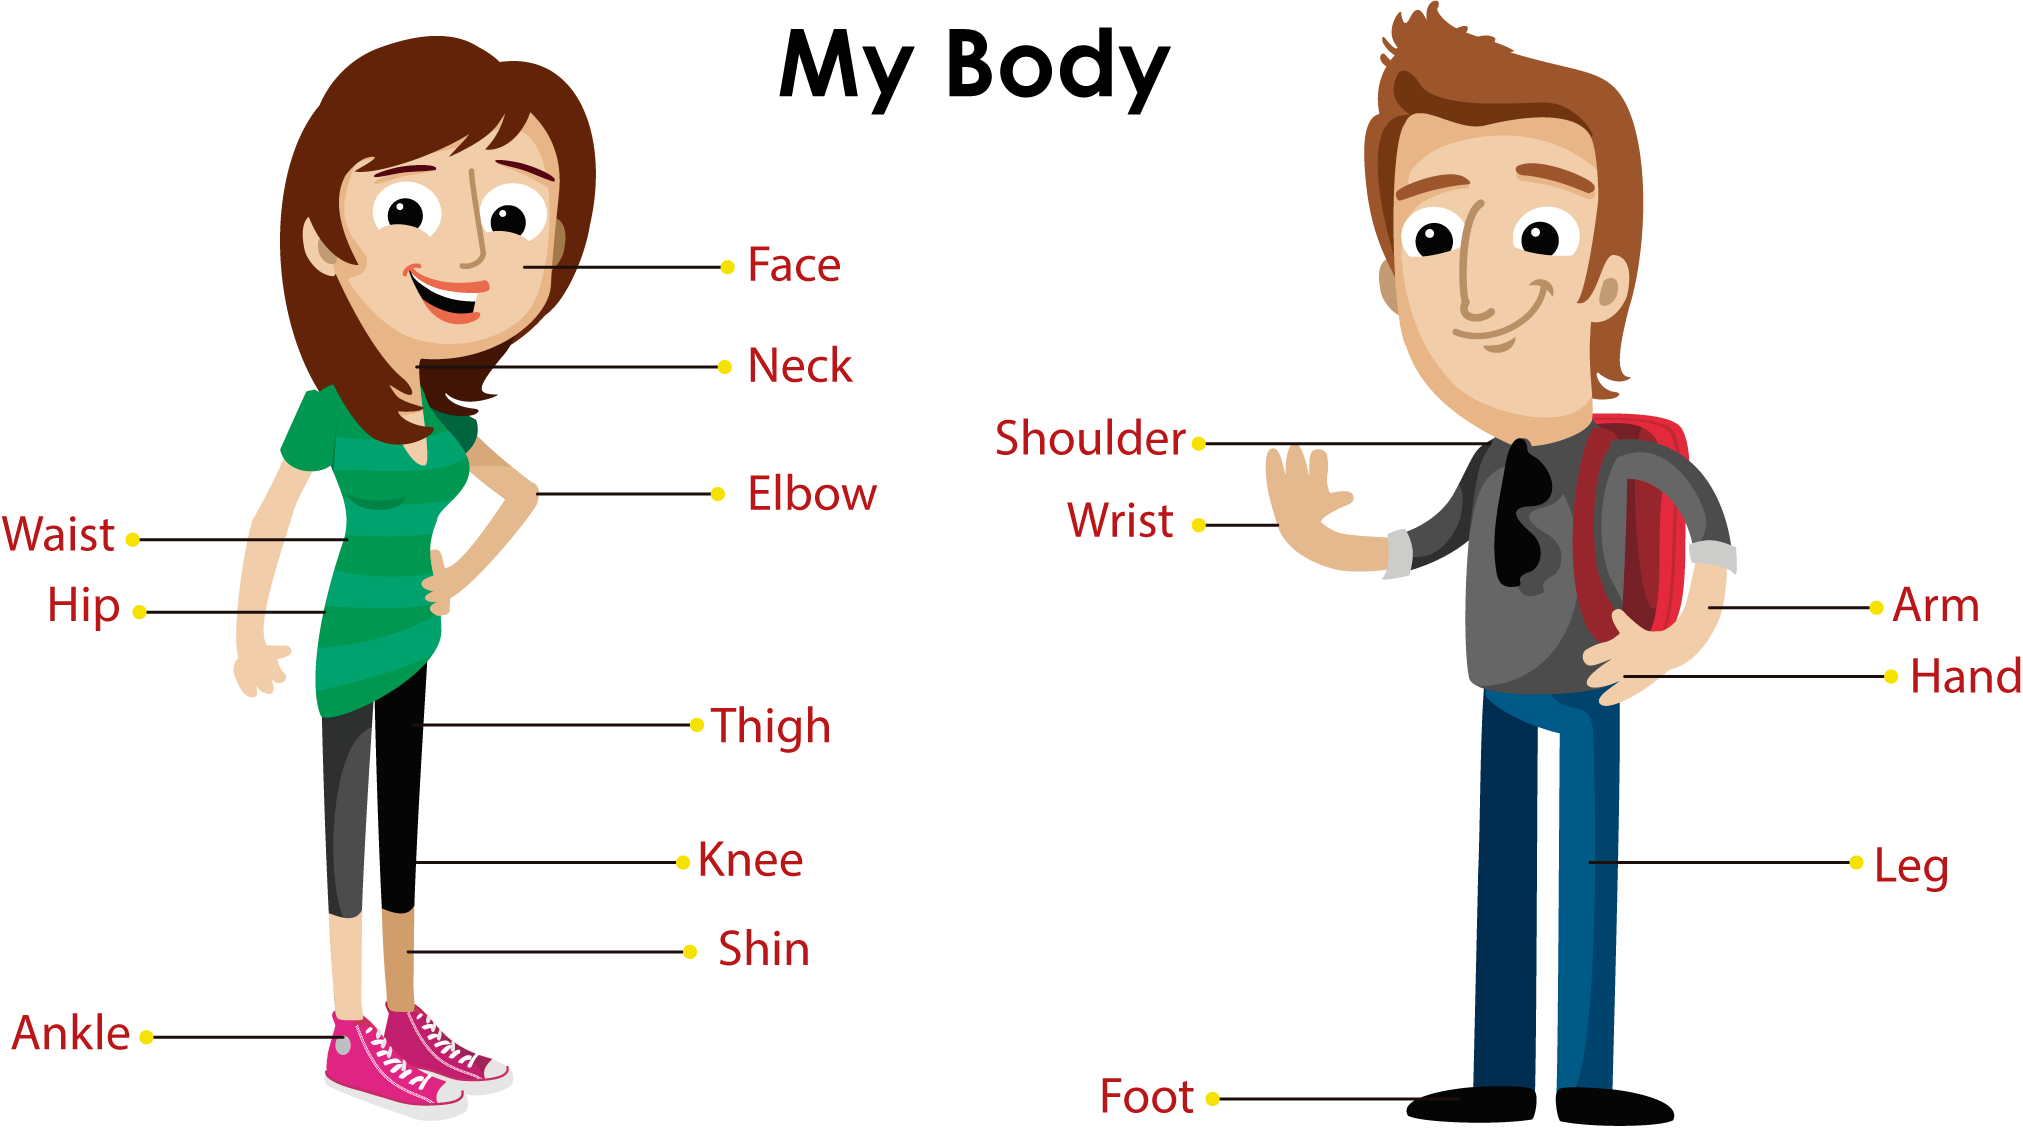 My Body
Face
Neck
Elbow
Waist
Hip
Thigh
Knee
Shin
Ankle
Shoulder
Wrist
Arm
Hand
Leg
Foot